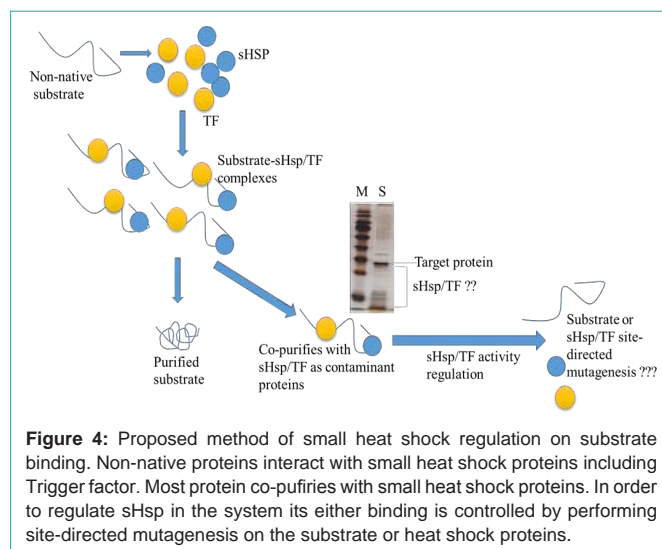 sHSP
Non-native
substrate
TF
Substrate-sHsp/TF
complexes
M S
Target protein
sHsp/TF ??
Purified
substrate
Co-purifies with
sHsp/TF as contaminant
proteins
sHsp/TF activity
regulation
Substrate or
sHsp/TF site-
directed
mutagenesis ???
Figure 4: Proposed method of small heat shock regulation on substrate
binding. Non-native proteins interact with small heat shock proteins including
Trigger factor. Most protein co-pufiries with small heat shock proteins. In order
to regulate sHsp in the system its either binding is controlled by performing
site-directed mutagenesis on the substrate or heat shock proteins.